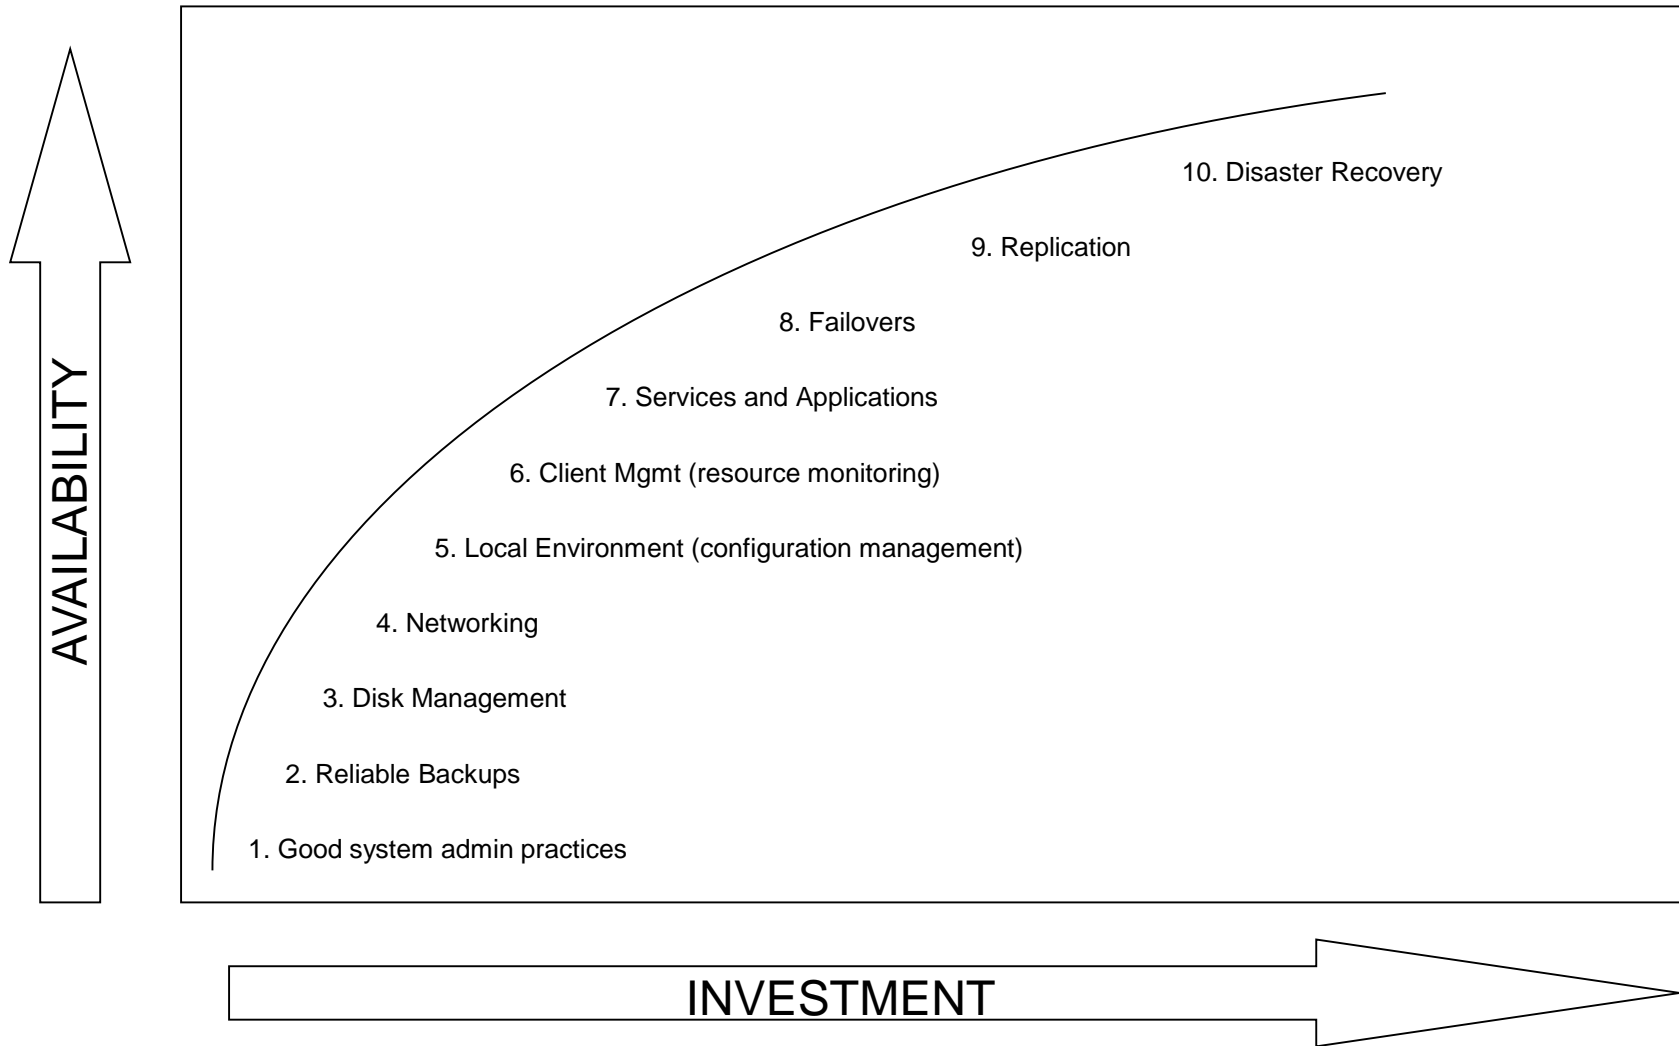 10. Disaster Recovery
9. Replication
8. Failovers
7. Services and Applications
6. Client Mgmt (resource monitoring)
5. Local Environment (configuration management)
4. Networking
3. Disk Management
2. Reliable Backups
1. Good system admin practices
AVAILABILITY
INVESTMENT